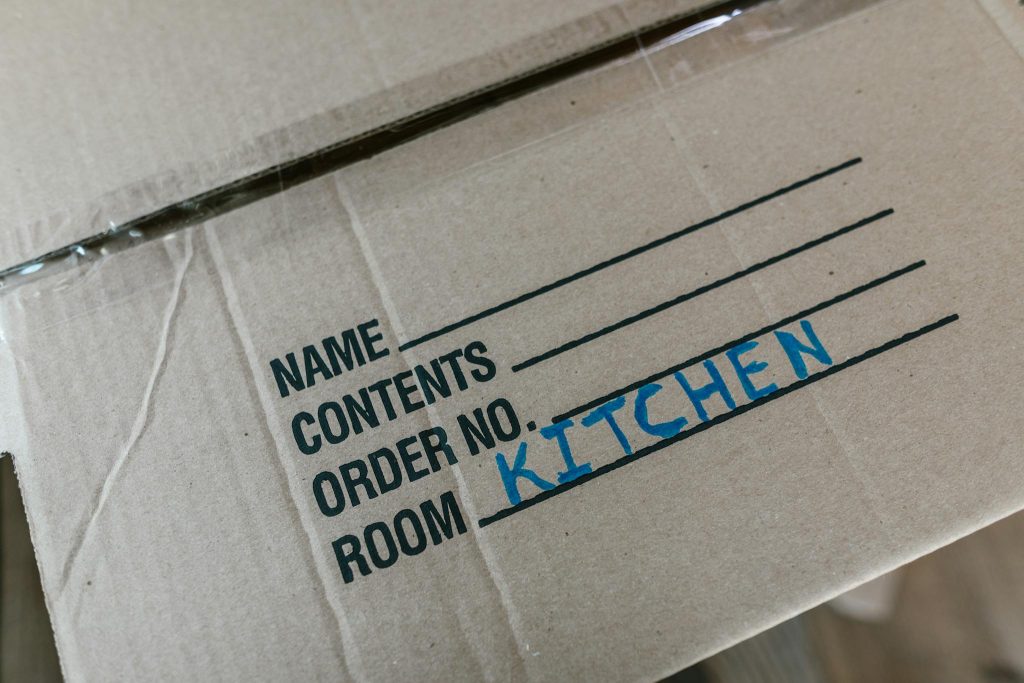 NAME
CONTENTS
ORDER NO.
ROOM KITCHEN